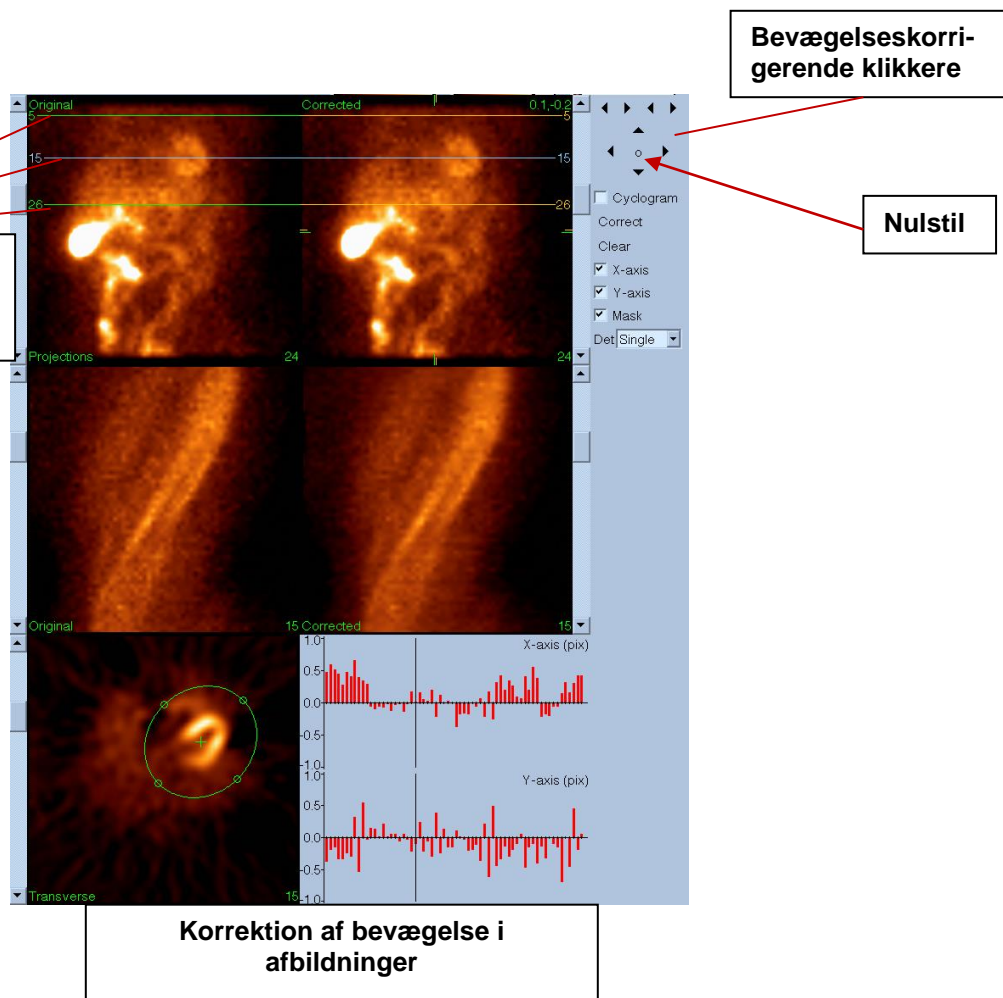 Bevægelseskorri-
gerende klikkere
Original
Corrected
0.1,-0.2
5
5
15
15
26
26
Cyclogram
Correct
Clear
X-axis
Y-axis
Mask
Det Single
Nulstil
Projections
24
24
Original
15
Corrected
15
X-axis (pix)
1.0
0.5
0.0
-0.5
-1.0
Y-axis (pix)
1.0
0.5
0.0
-0.5
-1.0
Transverse
15
Korrektion af bevægelse i
afbildninger